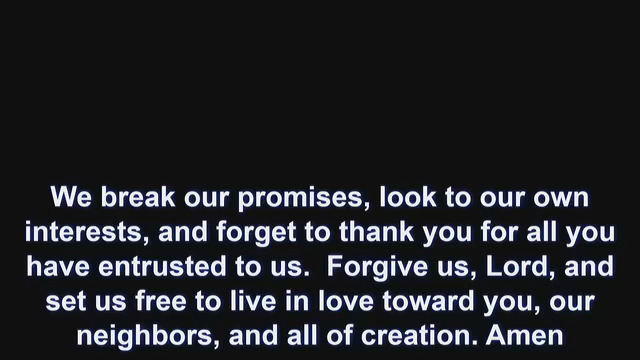 We break our promises, look to our own
interests, and forget to thank you for all you
have entrusted to us.  Forgive us, Lord, and
set us free to live in love toward you, our
neighbors, and all of creation. Amen